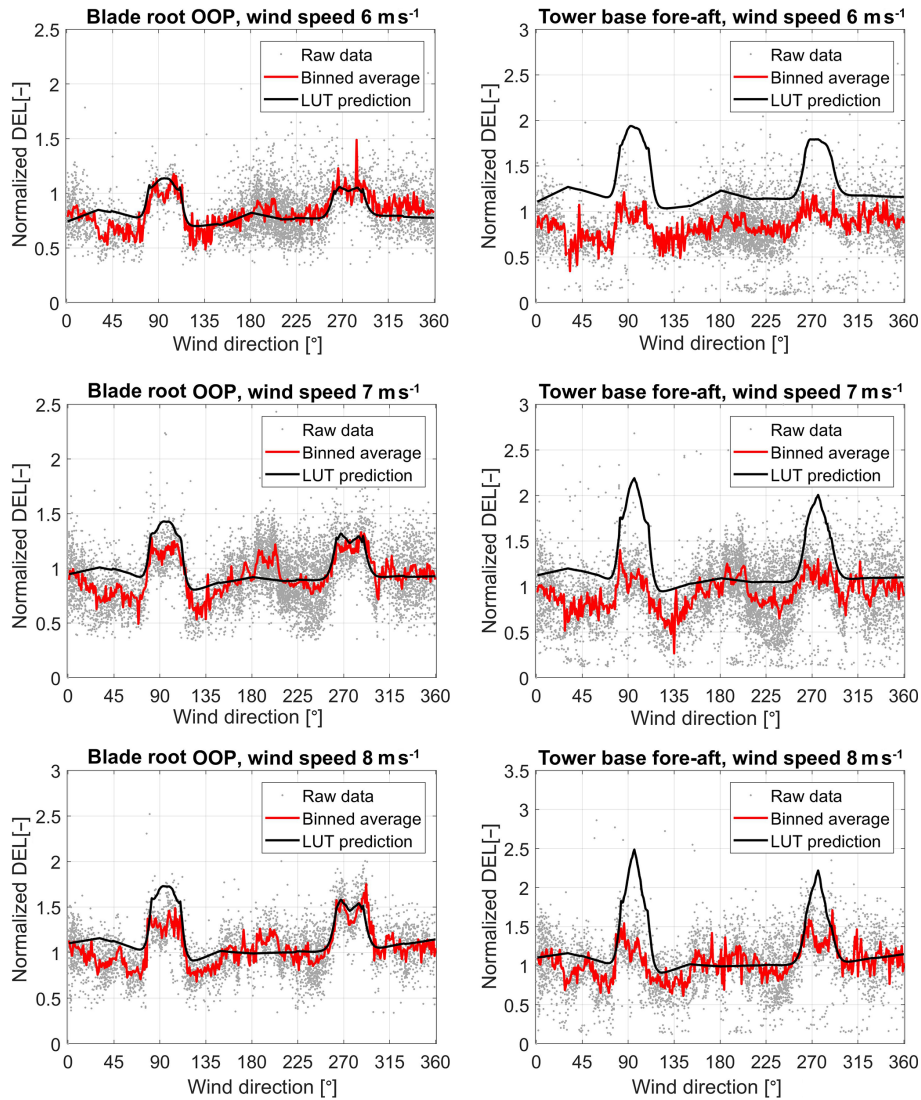 Blade root OOP, wind speed 6 m s⁻¹
2.5
2
1.5
1
0.5
0
Normalized DEL[−]
Raw data
Binned average
LUT prediction
0 45 90 135 180 225 270 315 360
Wind direction [°]
Tower base fore-aft, wind speed 6 m s⁻¹
3
2.5
2
1.5
1
0.5
0
Normalized DEL[−]
Raw data
Binned average
LUT prediction
0 45 90 135 180 225 270 315 360
Wind direction [°]
Blade root OOP, wind speed 7 m s⁻¹
2.5
2
1.5
1
0.5
0
Normalized DEL[−]
Raw data
Binned average
LUT prediction
0 45 90 135 180 225 270 315 360
Wind direction [°]
Tower base fore-aft, wind speed 7 m s⁻¹
3
2.5
2
1.5
1
0.5
0
Normalized DEL[−]
Raw data
Binned average
LUT prediction
0 45 90 135 180 225 270 315 360
Wind direction [°]
Blade root OOP, wind speed 8 m s⁻¹
3
2.5
2
1.5
1
0.5
0
Normalized DEL[−]
Raw data
Binned average
LUT prediction
0 45 90 135 180 225 270 315 360
Wind direction [°]
Tower base fore-aft, wind speed 8 m s⁻¹
3.5
3
2.5
2
1.5
1
0.5
0
Normalized DEL[−]
Raw data
Binned average
LUT prediction
0 45 90 135 180 225 270 315 360
Wind direction [°]